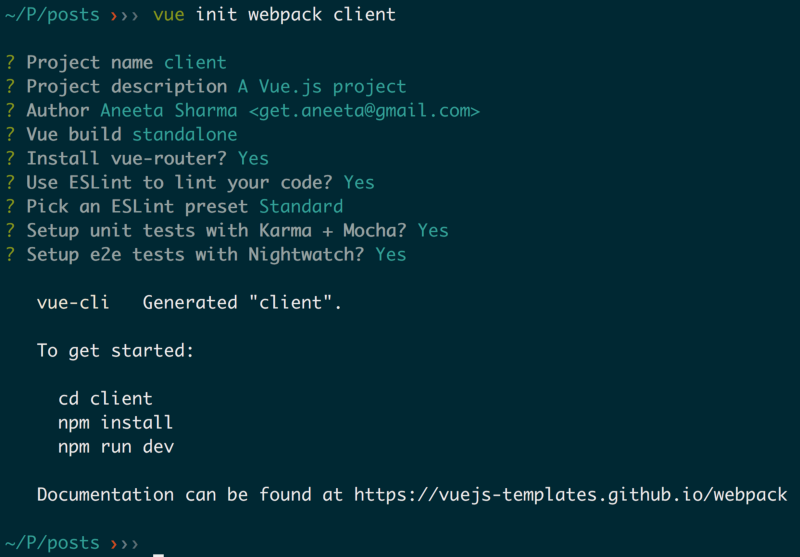 ~/P/posts ››› vue init webpack client
? Project name client
? Project description A Vue.js project
? Author Aneeta Sharma <get.aneeta@gmail.com>
? Vue build standalone
? Install vue-router? Yes
? Use ESLint to lint your code? Yes
? Pick an ESLint preset Standard
? Setup unit tests with Karma + Mocha? Yes
? Setup e2e tests with Nightwatch? Yes
vue-cli   Generated "client".
To get started:
cd client
npm install
npm run dev
Documentation can be found at https://vuejs-templates.github.io/webpack
~/P/posts ›››